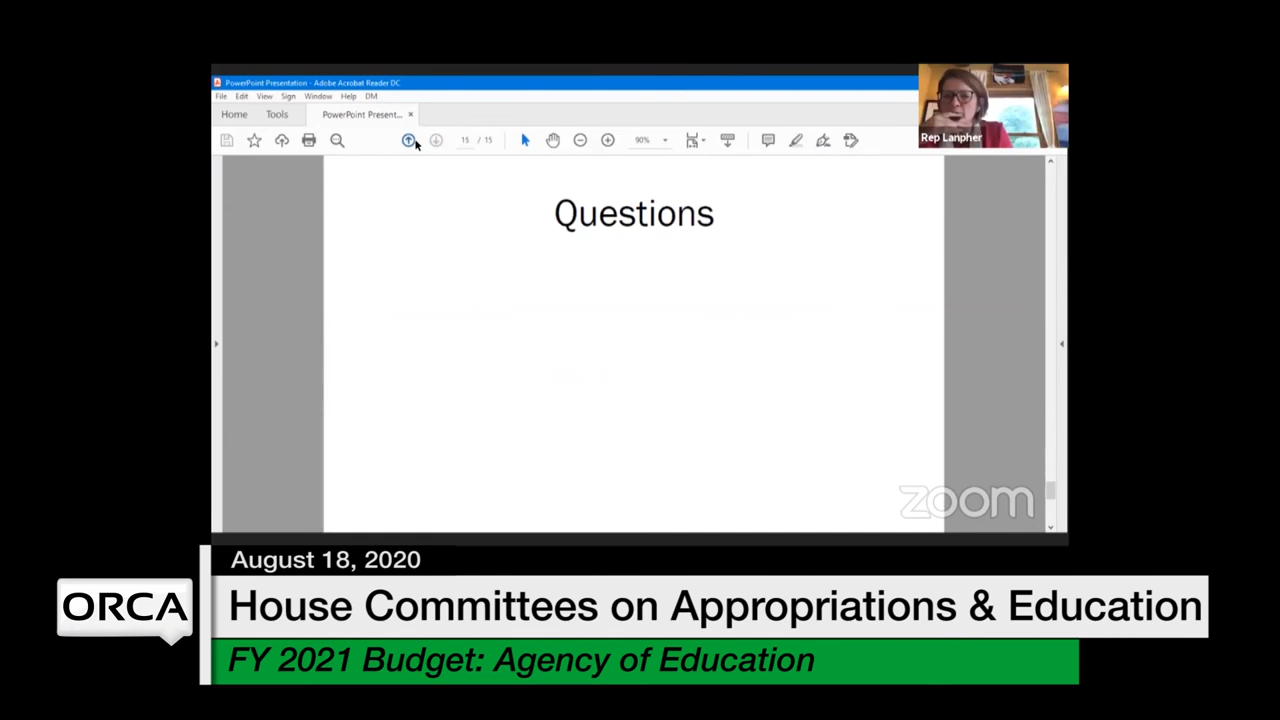 PowerPoint Presentation - Adobe Acrobat Reader DC
File Edit View Sign Window Help DM
Home Tools PowerPoint Present... ×
15 / 15 90%
Rep Lanpher
Questions
zoom
August 18, 2020
ORCA
House Committees on Appropriations & Education
FY 2021 Budget: Agency of Education